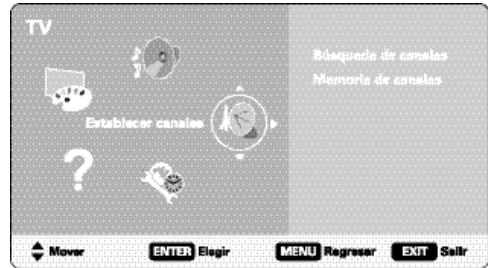 TV
Búsqueda de canales
Memoria de canales
Establecer canales
?
Mover ENTER Elegir MENU Regresar EXIT Salir